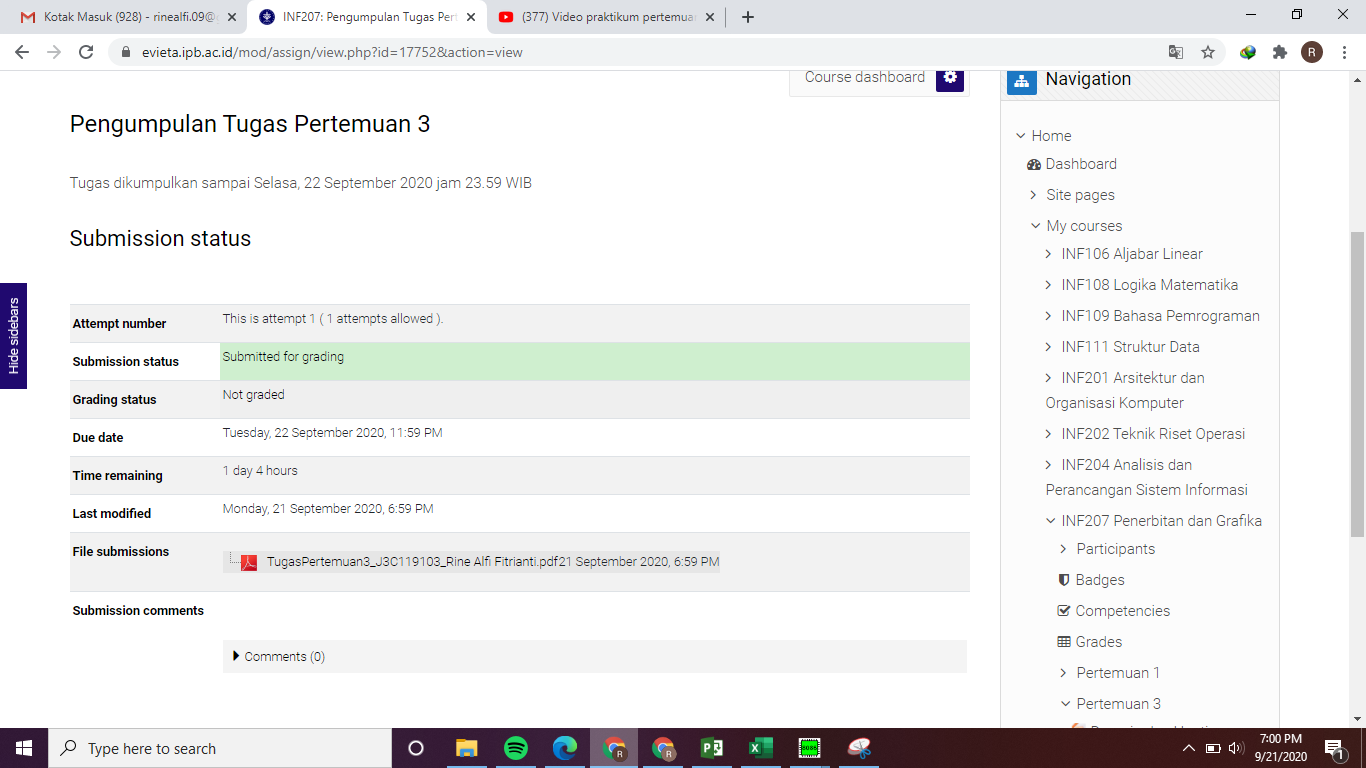 Kotak Masuk (928) - rinealfi.09@
INF207: Pengumpulan Tugas Pert
(377) Video praktikum pertemua
evieta.ipb.ac.id/mod/assign/view.php?id=17752&action=view
R
Course dashboard
Pengumpulan Tugas Pertemuan 3
Tugas dikumpulkan sampai Selasa, 22 September 2020 jam 23.59 WIB
Submission status
Attempt number This is attempt 1 ( 1 attempts allowed ).
Submission status Submitted for grading
Grading status Not graded
Due date Tuesday, 22 September 2020, 11:59 PM
Time remaining 1 day 4 hours
Last modified Monday, 21 September 2020, 6:59 PM
File submissions TugasPertemuan3_J3C119103_Rine Alfi Fitrianti.pdf21 September 2020, 6:59 PM
Submission comments
Comments (0)
Hide sidebars
Navigation
Home
Dashboard
Site pages
My courses
INF106 Aljabar Linear
INF108 Logika Matematika
INF109 Bahasa Pemrograman
INF111 Struktur Data
INF201 Arsitektur dan
Organisasi Komputer
INF202 Teknik Riset Operasi
INF204 Analisis dan
Perancangan Sistem Informasi
INF207 Penerbitan dan Grafika
Participants
Badges
Competencies
Grades
Pertemuan 1
Pertemuan 3
Type here to search
R
R
8086
7:00 PM
9/21/2020
1